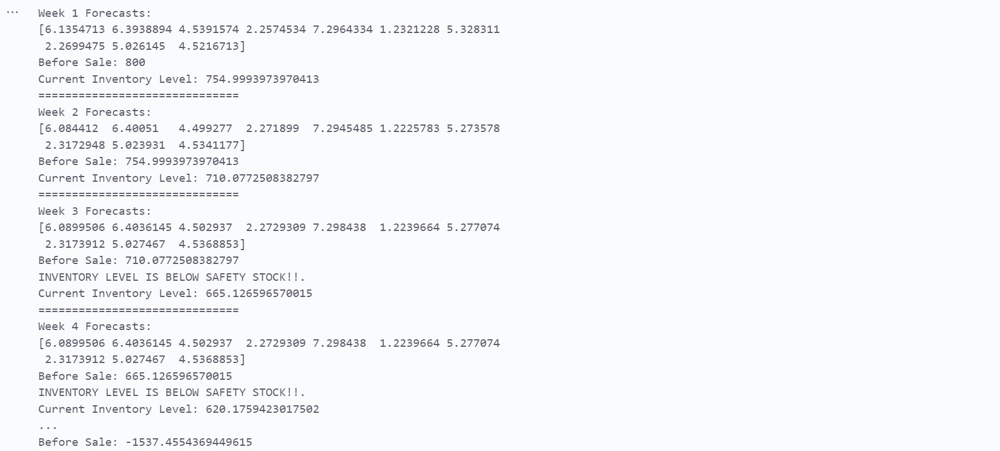 ...
Week 1 Forecasts:
[6.1354713 6.3938894 4.5391574 2.2574534 7.2964334 1.2321228 5.328311
 2.2699475 5.026145  4.5216713]
Before Sale: 800
Current Inventory Level: 754.9993973970413
==============================
Week 2 Forecasts:
[6.084412  6.40051   4.499277  2.271899  7.2945485 1.2225783 5.273578
 2.3172948 5.023931  4.5341177]
Before Sale: 754.9993973970413
Current Inventory Level: 710.0772508382797
==============================
Week 3 Forecasts:
[6.0899506 6.4036145 4.502937  2.2729309 7.298438  1.2239664 5.277074
 2.3173912 5.027467  4.5368853]
Before Sale: 710.0772508382797
INVENTORY LEVEL IS BELOW SAFETY STOCK!!.
Current Inventory Level: 665.126596570015
==============================
Week 4 Forecasts:
[6.0899506 6.4036145 4.502937  2.2729309 7.298438  1.2239664 5.277074
 2.3173912 5.027467  4.5368853]
Before Sale: 665.126596570015
INVENTORY LEVEL IS BELOW SAFETY STOCK!!.
Current Inventory Level: 620.1759423017502
...
Before Sale: -1537.4554369449615